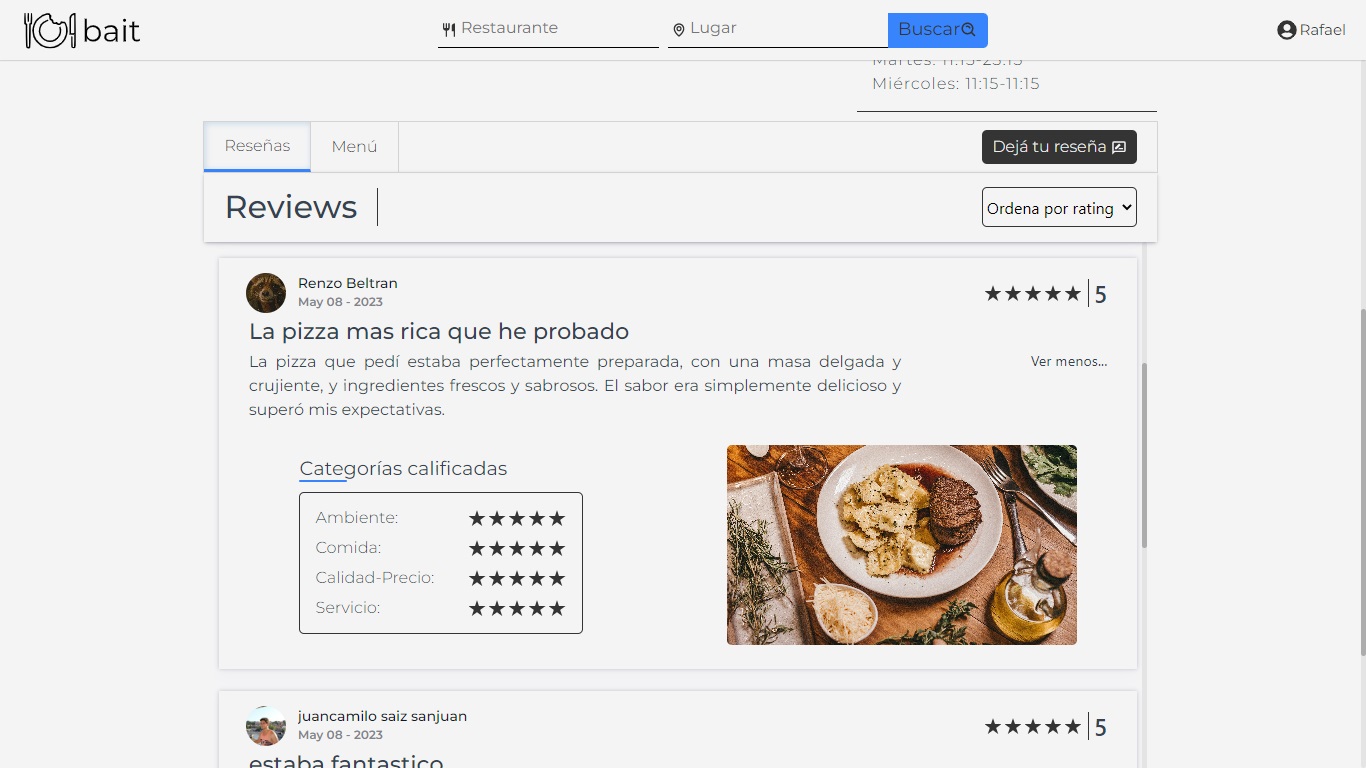 bait
Restaurante
Lugar
Buscar
Rafael
Martes: 11:15-23:15
Miércoles: 11:15-11:15
Reseñas
Menú
Dejá tu reseña
Reviews
Ordena por rating
Renzo Beltran
May 08 - 2023
5
La pizza mas rica que he probado
La pizza que pedí estaba perfectamente preparada, con una masa delgada y
Ver menos...
crujiente, y ingredientes frescos y sabrosos. El sabor era simplemente delicioso y
superó mis expectativas.
Categorías calificadas
Ambiente:
Comida:
Calidad-Precio:
Servicio:
juancamilo saiz sanjuan
May 08 - 2023
5
estaba fantastico